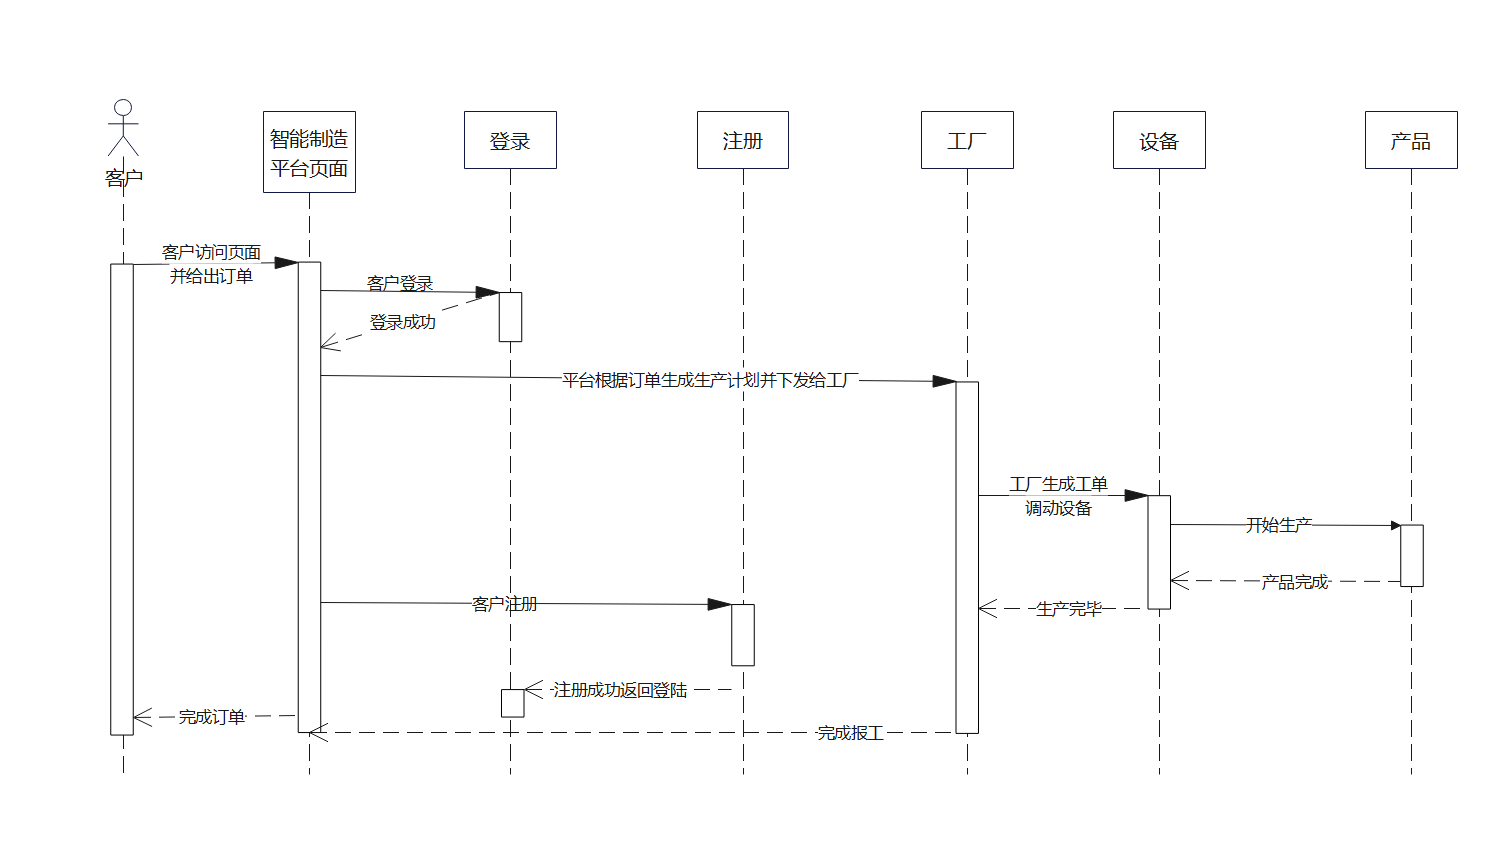 客户
智能制造
平台页面
登录
注册
工厂
设备
产品
客户访问页面
并给出订单
客户登录
登录成功
平台根据订单生成生产计划并下发给工厂
工厂生成工单
调动设备
开始生产
产品完成
客户注册
生产完毕
注册成功返回登陆
完成订单
完成报工